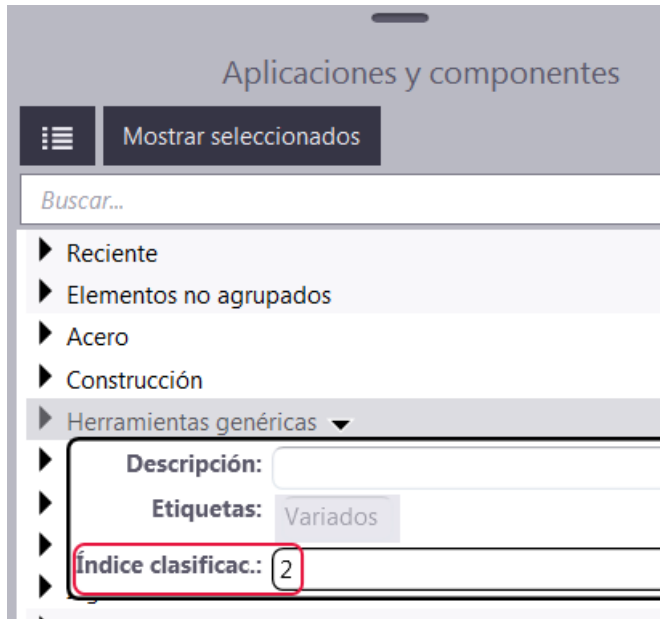 Aplicaciones y componentes
Mostrar seleccionados
Buscar...
Reciente
Elementos no agrupados
Acero
Construcción
Herramientas genéricas
Descripción:
Etiquetas: Variados
Índice clasificac.: 2